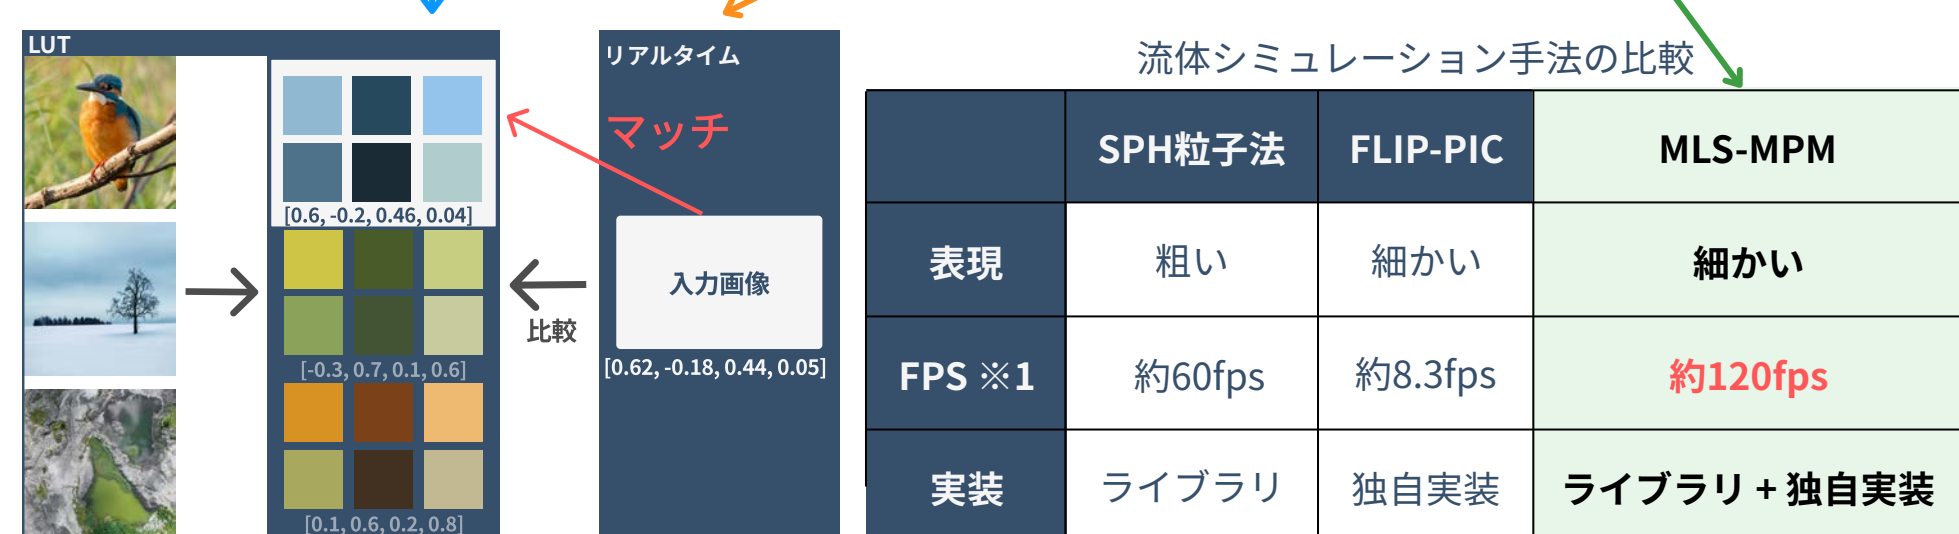 LUT
[0.6, -0.2, 0.46, 0.04]
[-0.3, 0.7, 0.1, 0.6]
[0.1, 0.6, 0.2, 0.8]
比較
リアルタイム
マッチ
入力画像
[0.62, -0.18, 0.44, 0.05]
流体シミュレーション手法の比較
SPH粒子法 FLIP-PIC MLS-MPM
表現 粗い 細かい 細かい
FPS ※1 約60fps 約8.3fps 約120fps
実装 ライブラリ 独自実装 ライブラリ + 独自実装